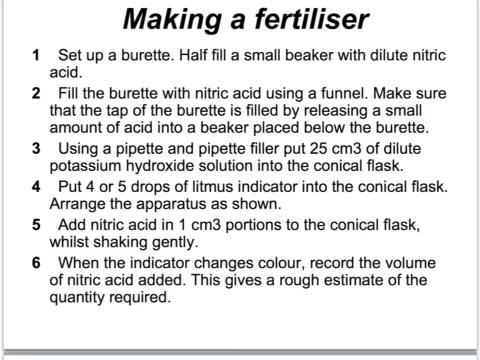 Making a fertiliser
1 Set up a burette. Half fill a small beaker with dilute nitric
acid.
2 Fill the burette with nitric acid using a funnel. Make sure
that the tap of the burette is filled by releasing a small
amount of acid into a beaker placed below the burette.
3 Using a pipette and pipette filler put 25 cm3 of dilute
potassium hydroxide solution into the conical flask.
4 Put 4 or 5 drops of litmus indicator into the conical flask.
Arrange the apparatus as shown.
5 Add nitric acid in 1 cm3 portions to the conical flask,
whilst shaking gently.
6 When the indicator changes colour, record the volume
of nitric acid added. This gives a rough estimate of the
quantity required.